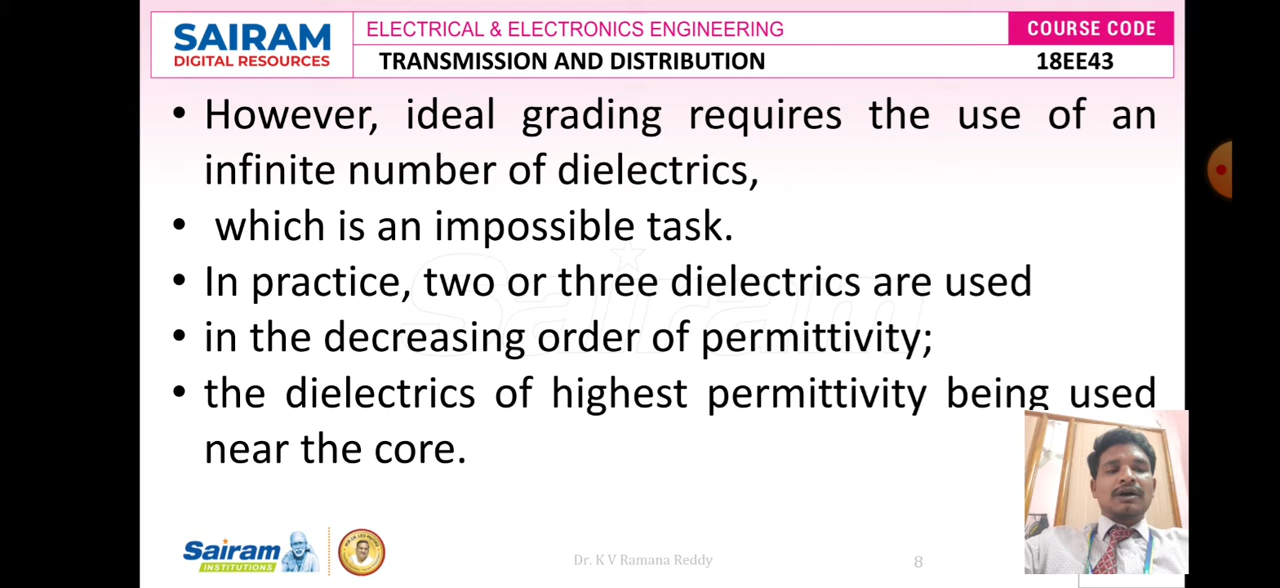 SAIRAM
DIGITAL RESOURCES
ELECTRICAL & ELECTRONICS ENGINEERING
COURSE CODE
TRANSMISSION AND DISTRIBUTION
18EE43
• However, ideal grading requires the use of an
infinite number of dielectrics,
• which is an impossible task.
• In practice, two or three dielectrics are used
• in the decreasing order of permittivity;
• the dielectrics of highest permittivity being used
near the core.
Sairam
Sairam
INSTITUTIONS
Dr. K V Ramana Reddy
8